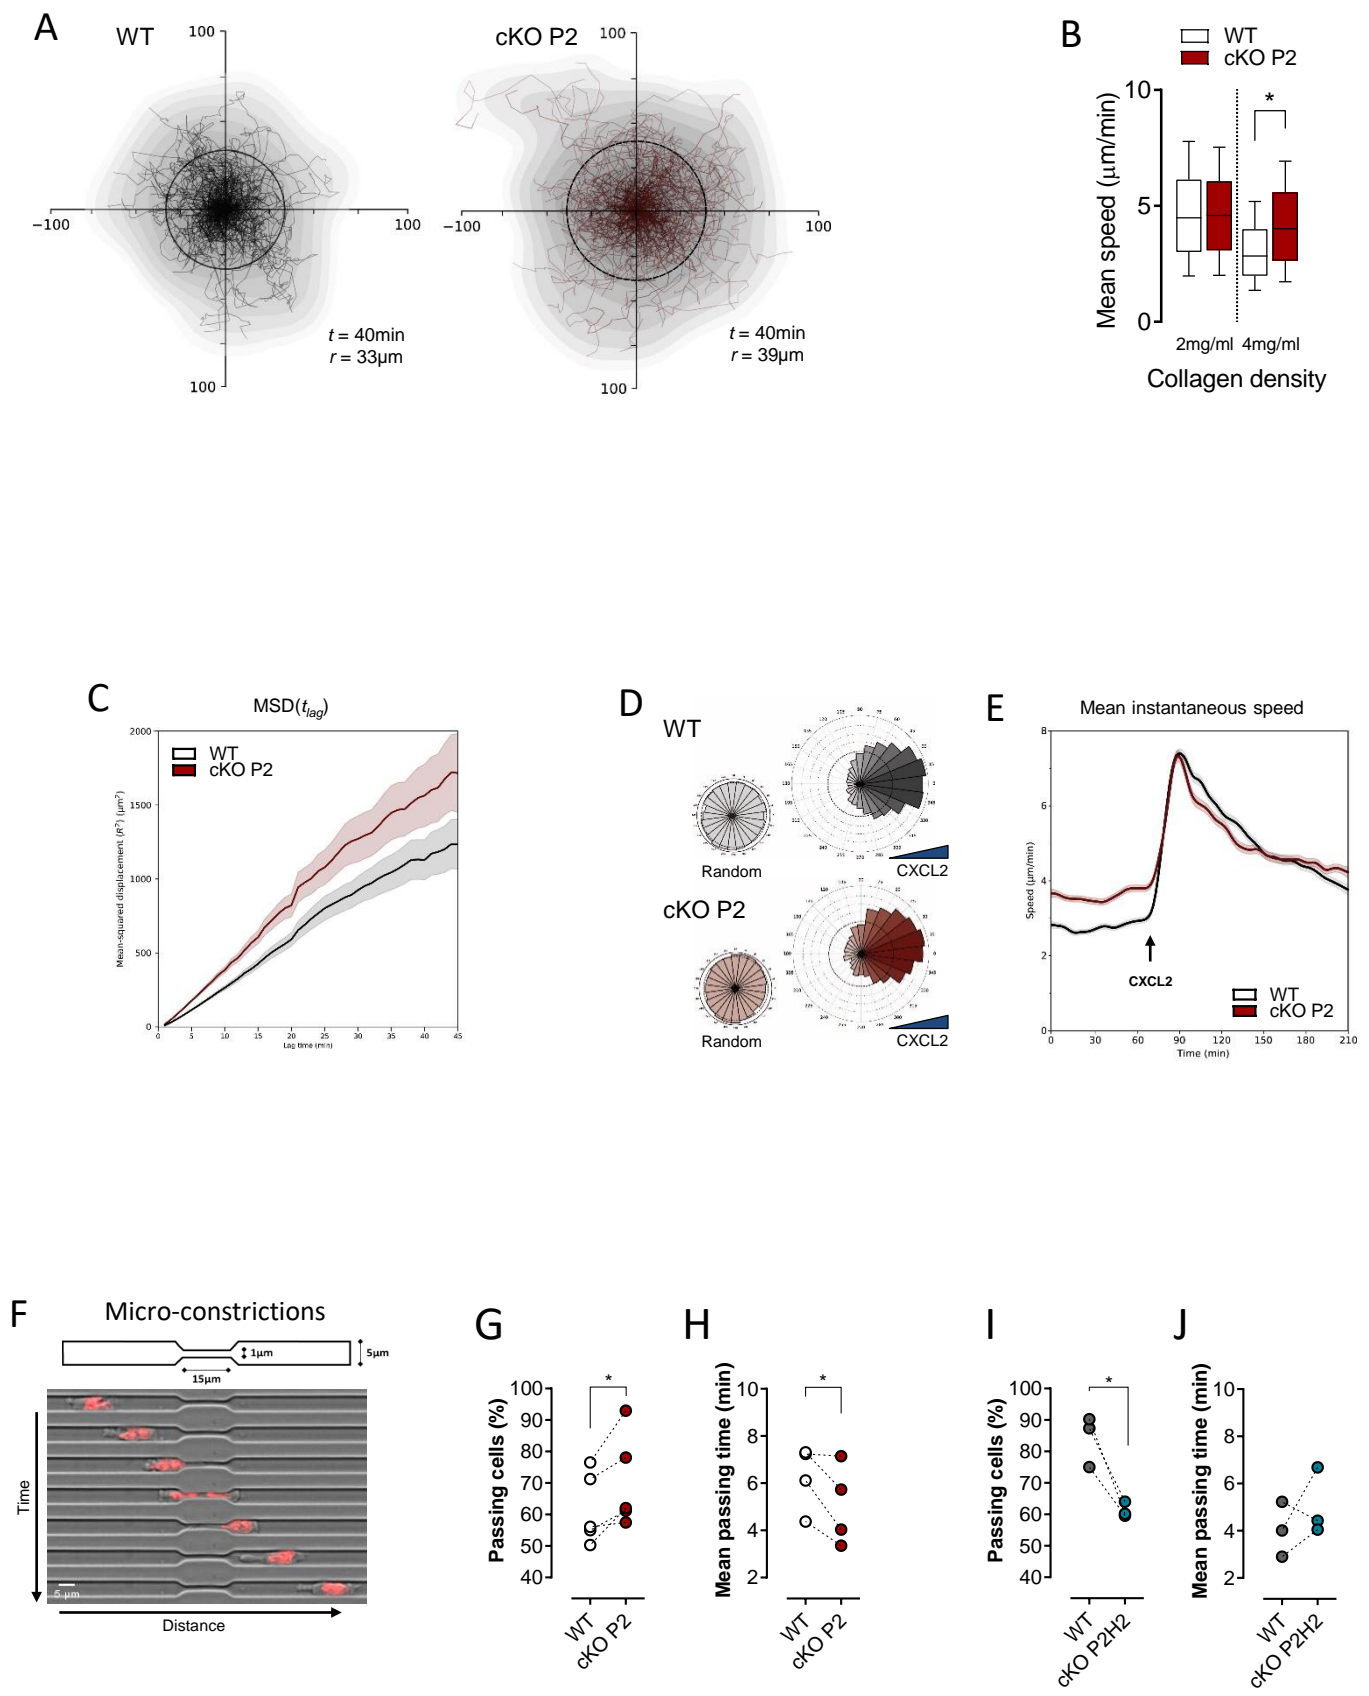 A
WT
100
−100
100
100
t = 40min
r = 33µm
cKO P2
100
−100
100
100
t = 40min
r = 39µm
B
WT
cKO P2
Mean speed (µm/min)
10
5
0
*
2mg/ml 4mg/ml
Collagen density
C
MSD(tlag)
WT
cKO P2
Mean-squared displacement ⟨R²⟩ (µm²)
2000
1500
1000
500
0
0 5 10 15 20 25 30 35 40 45
Lag time (min)
D
WT
Random
CXCL2
cKO P2
Random
CXCL2
E
Mean instantaneous speed
Speed (µm/min)
8
6
4
2
0
CXCL2
WT
cKO P2
0 30 60 90 120 150 180 210
Time (min)
F
Micro-constrictions
1µm
5µm
15µm
Time
5 µm
Distance
G
Passing cells (%)
100
90
80
70
60
50
40
*
WT
cKO P2
H
Mean passing time (min)
10
8
6
4
2
*
WT
cKO P2
I
Passing cells (%)
100
90
80
70
60
50
40
*
WT
cKO P2H2
J
Mean passing time (min)
10
8
6
4
2
WT
cKO P2H2